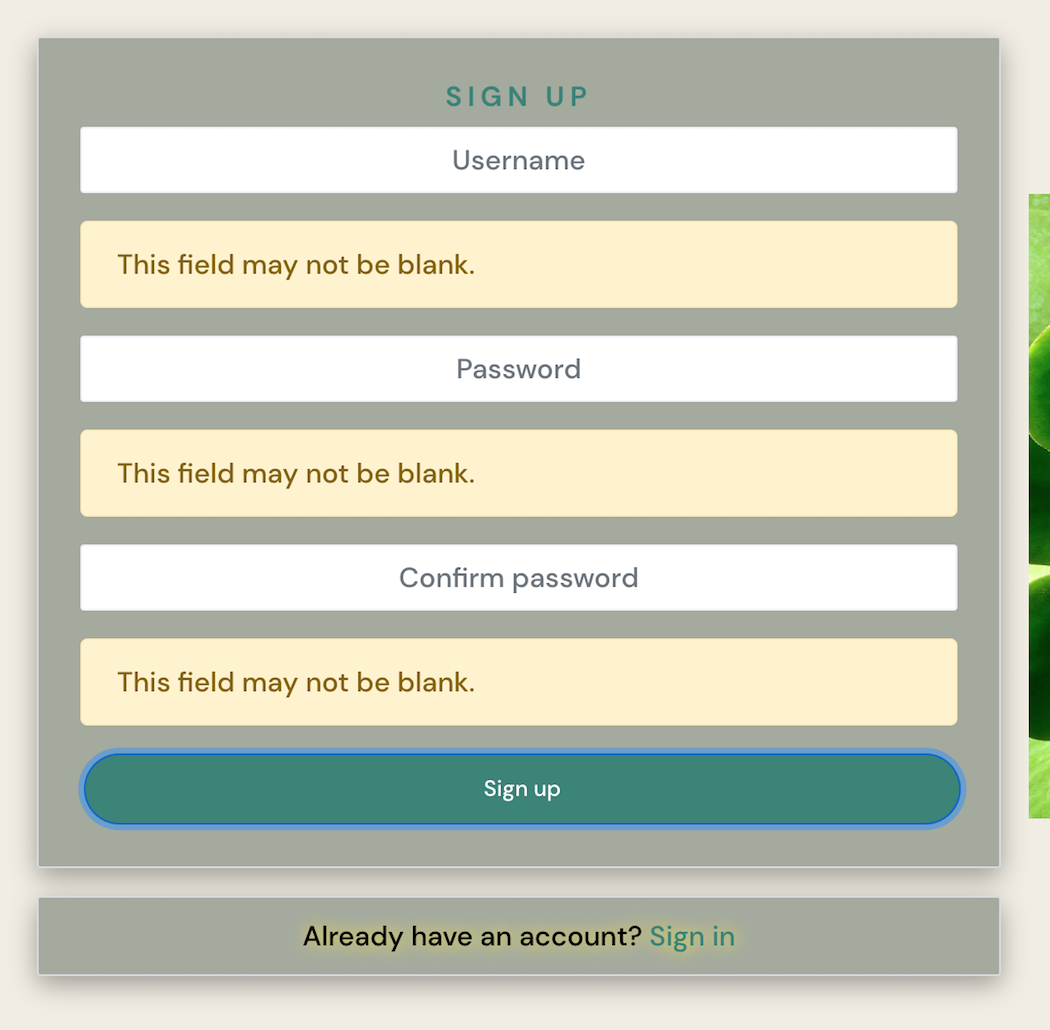 SIGN UP
Username
This field may not be blank.
Password
This field may not be blank.
Confirm password
This field may not be blank.
Sign up
Already have an account? Sign in